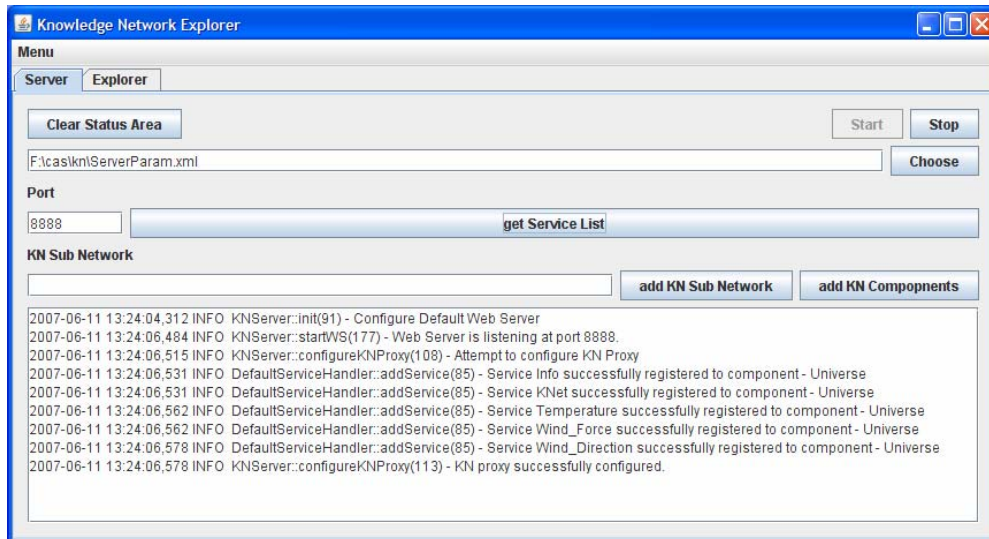 Knowledge Network Explorer
Menu
Server Explorer
Clear Status Area Start Stop
F:\cas\kn\ServerParam.xml Choose
Port
8888 get Service List
KN Sub Network
add KN Sub Network add KN Compopnents
2007-06-11 13:24:04,312 INFO KNServer::init(91) - Configure Default Web Server
2007-06-11 13:24:06,484 INFO KNServer::startWS(177) - Web Server is listening at port 8888.
2007-06-11 13:24:06,515 INFO KNServer::configureKNProxy(108) - Attempt to configure KN Proxy
2007-06-11 13:24:06,531 INFO DefaultServiceHandler::addService(85) - Service Info successfully registered to component - Universe
2007-06-11 13:24:06,531 INFO DefaultServiceHandler::addService(85) - Service KNet successfully registered to component - Universe
2007-06-11 13:24:06,562 INFO DefaultServiceHandler::addService(85) - Service Temperature successfully registered to component - Universe
2007-06-11 13:24:06,562 INFO DefaultServiceHandler::addService(85) - Service Wind_Force successfully registered to component - Universe
2007-06-11 13:24:06,578 INFO DefaultServiceHandler::addService(85) - Service Wind_Direction successfully registered to component - Universe
2007-06-11 13:24:06,578 INFO KNServer::configureKNProxy(113) - KN proxy successfully configured.